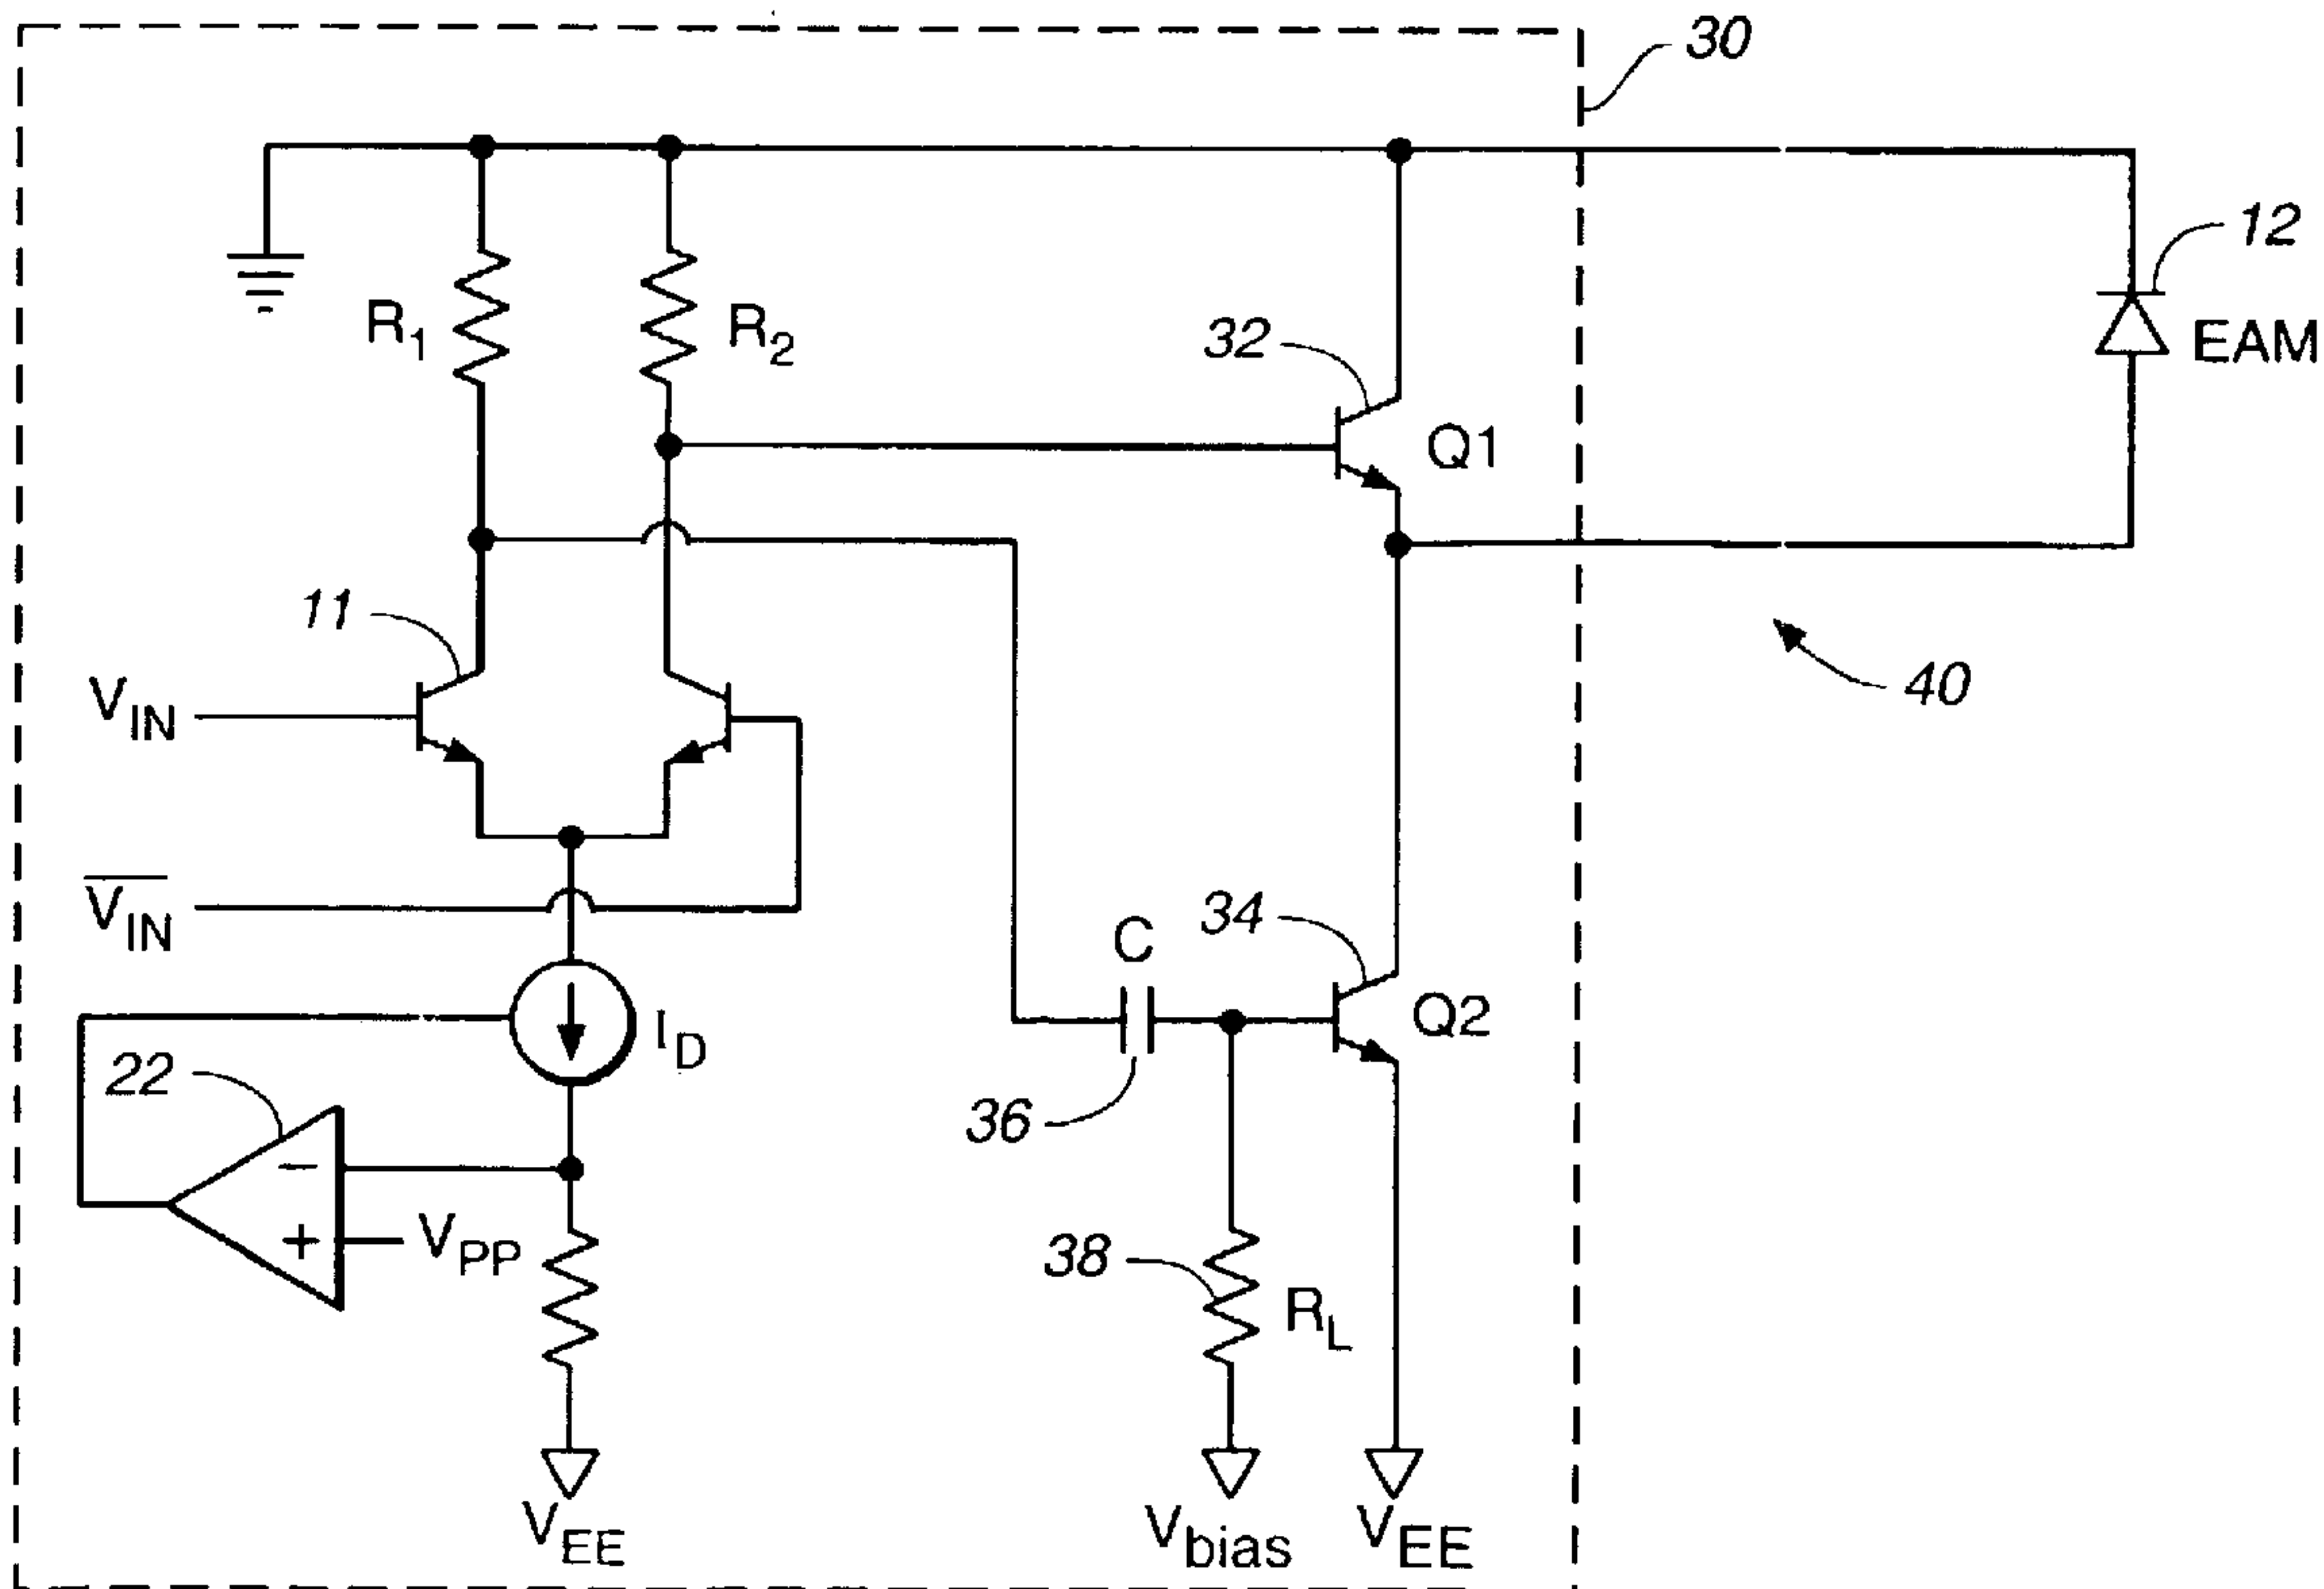 30
12
EAM
R1
R2
32
Q1
11
VIN
40
V̅I̅N̅
C
34
Q2
ID
22
36
−
+
VPP
38
RL
VEE
Vbias
VEE